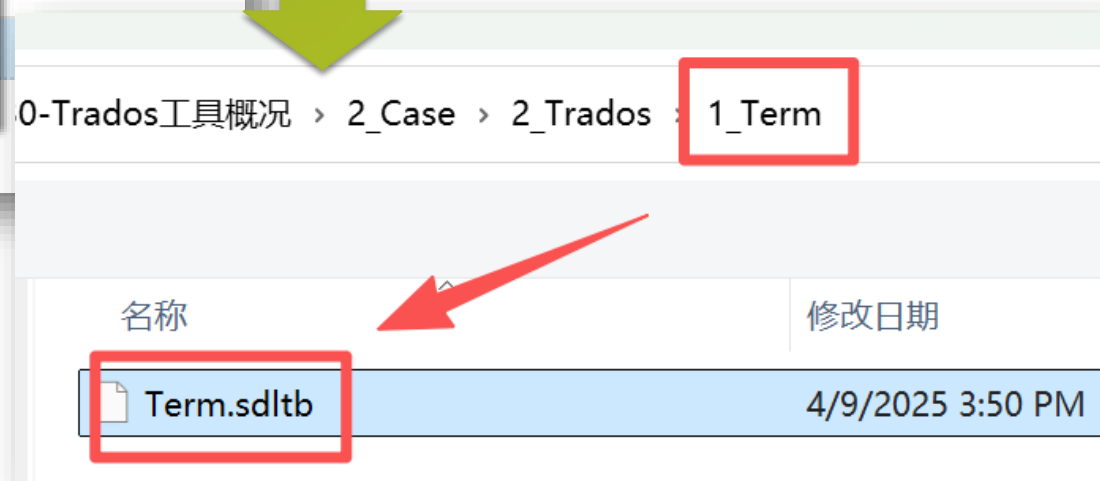 0-Trados工具概况 › 2_Case › 2_Trados › 1_Term
名称 修改日期
Term.sdltb 4/9/2025 3:50 PM